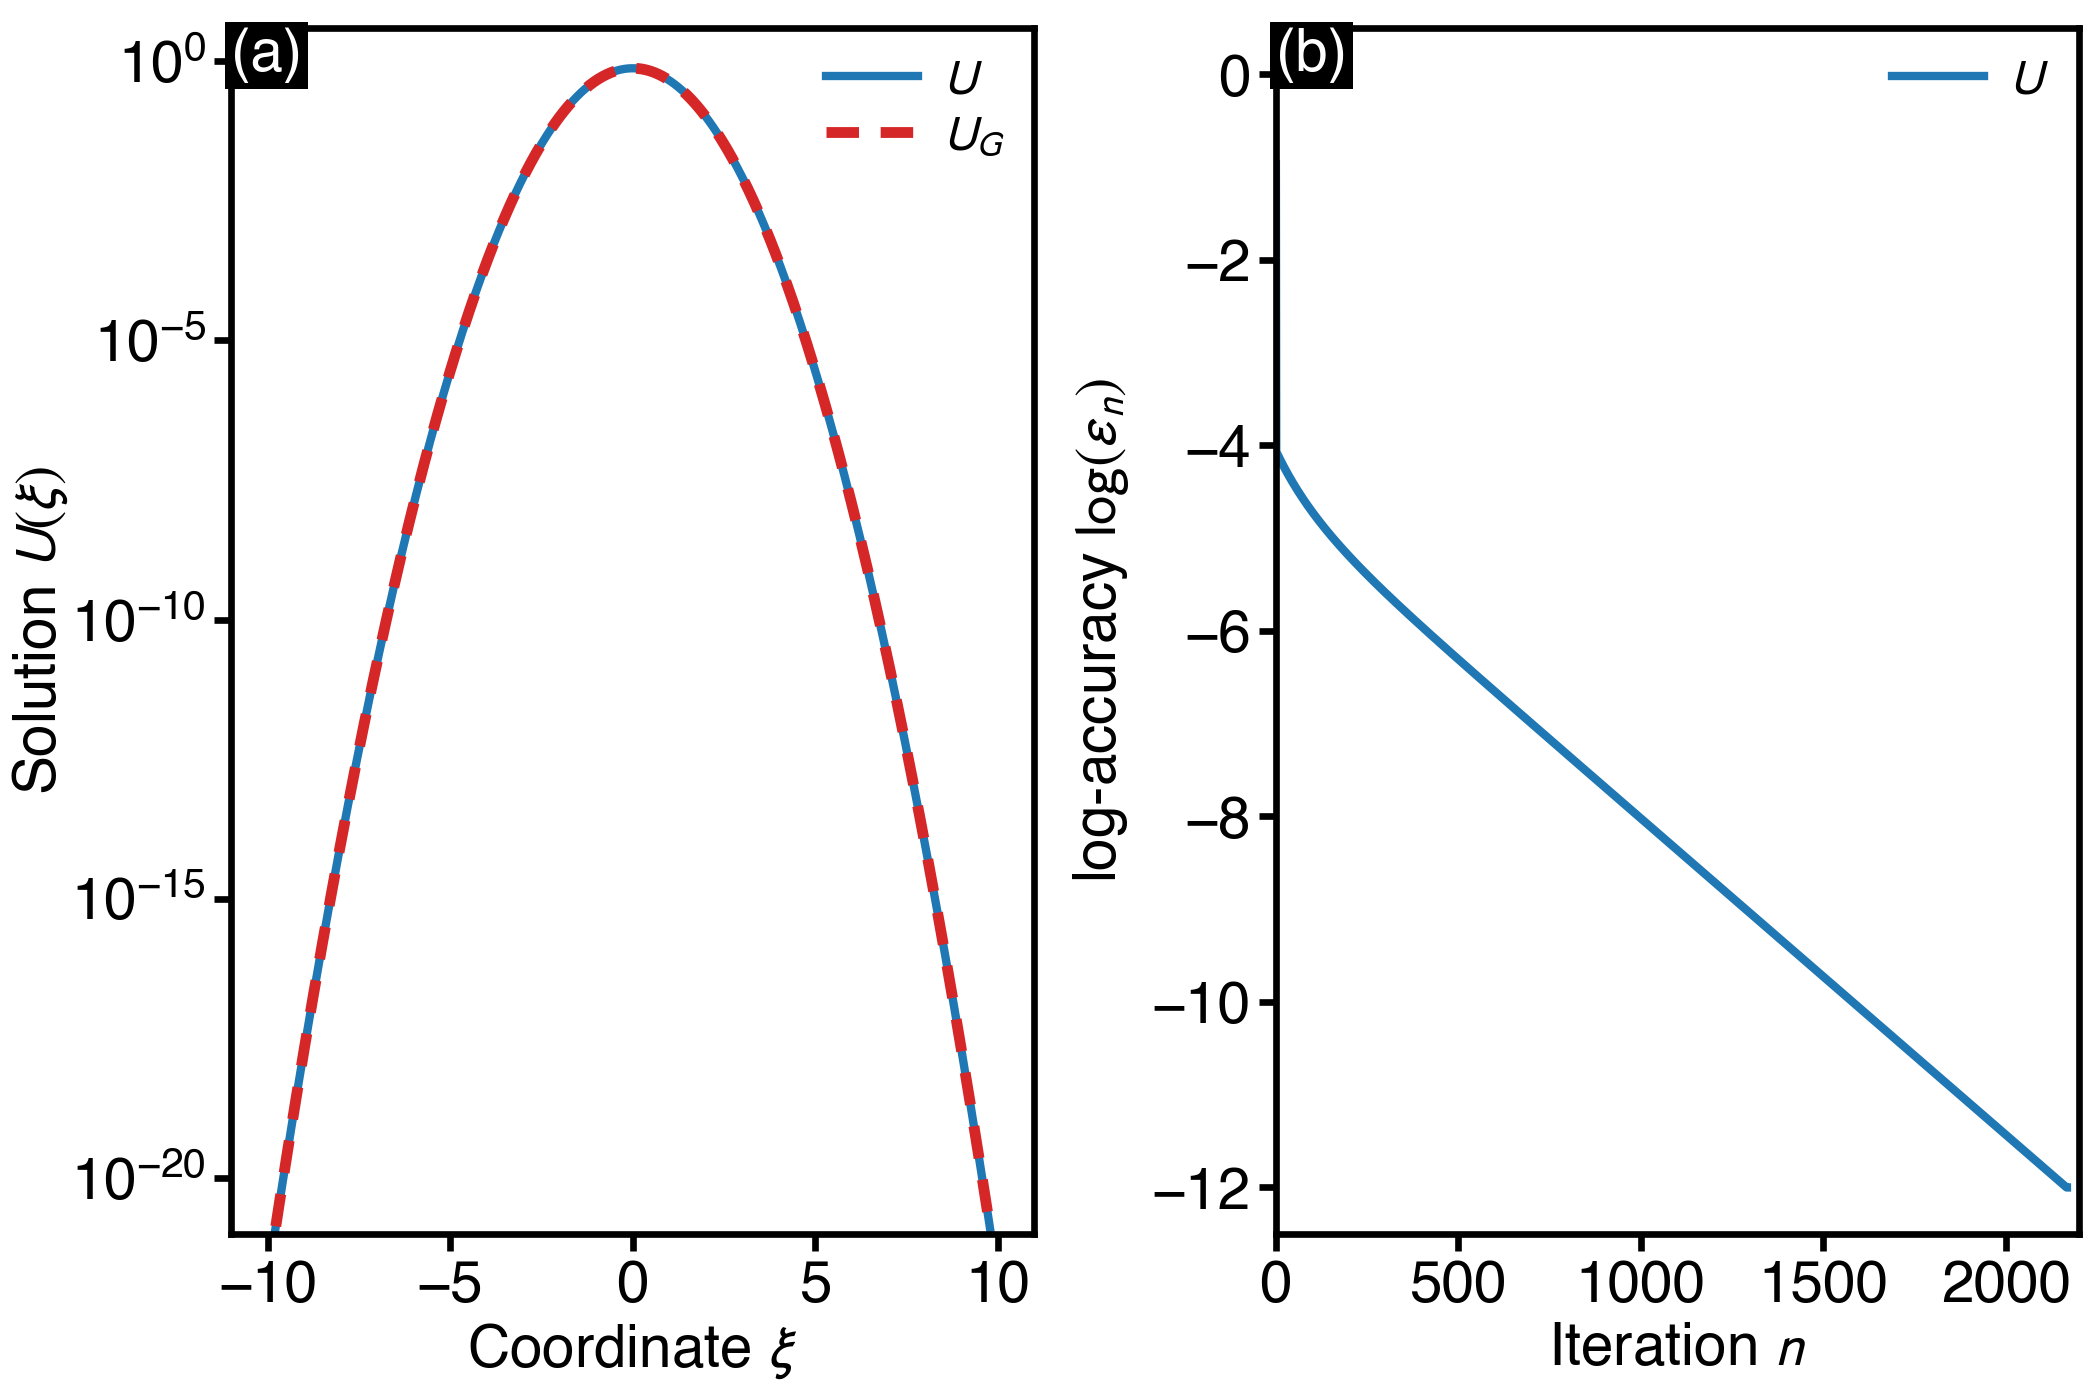 (a)
U
U_G
10^0
10^−5
10^−10
10^−15
10^−20
Solution U(ξ)
−10 −5 0 5 10
Coordinate ξ
(b)
U
0
−2
−4
−6
−8
−10
−12
log-accuracy log(ε_n)
0 500 1000 1500 2000
Iteration n